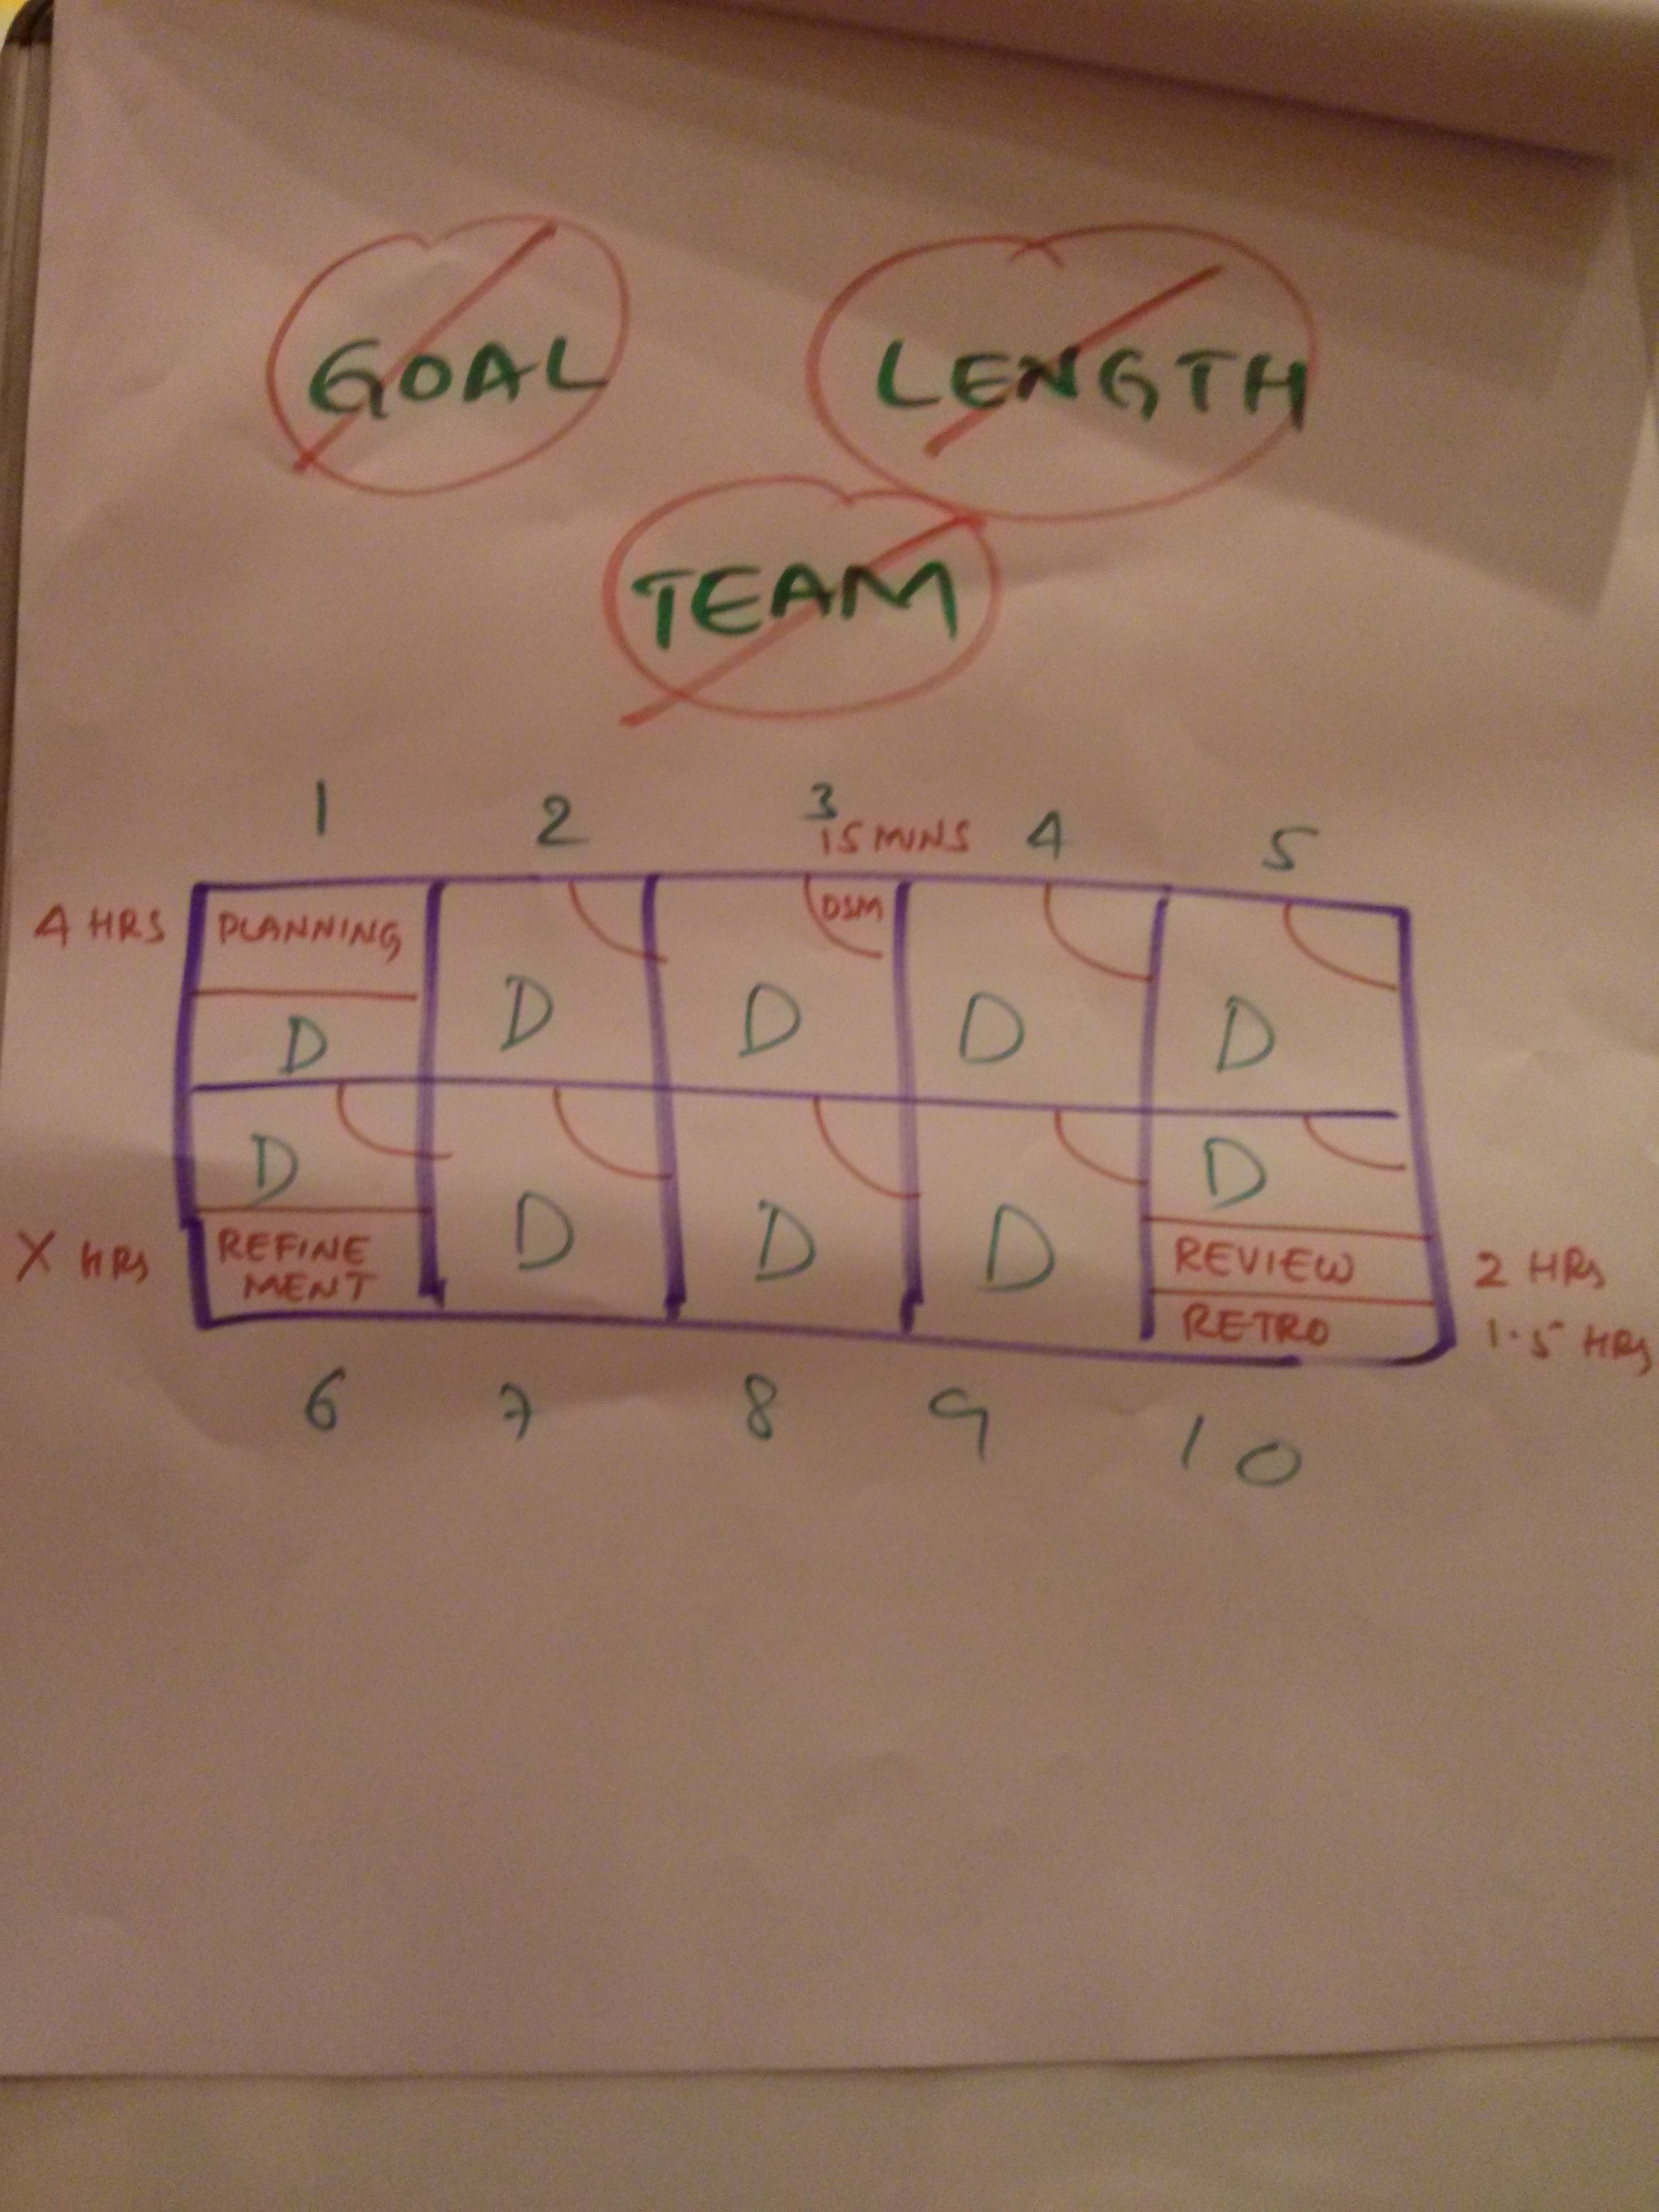 GOAL
LENGTH
TEAM
1 2 3 4 5
15 MINS
4 HRS PLANNING DSM
D D D D D
D D
X HRS REFINE
MENT
D D D
REVIEW 2 HRS
RETRO 1.5 HRS
6 7 8 9 10